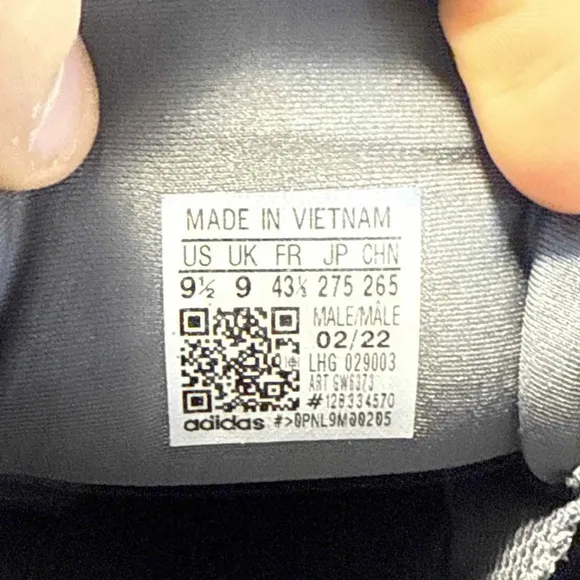 MADE IN VIETNAM
US UK FR JP CHN
9½ 9 43⅓ 275 265
MALE/MÂLE
02/22
LHG 029003
ART GW6373
#128334570
adidas #>0PNL9M00205